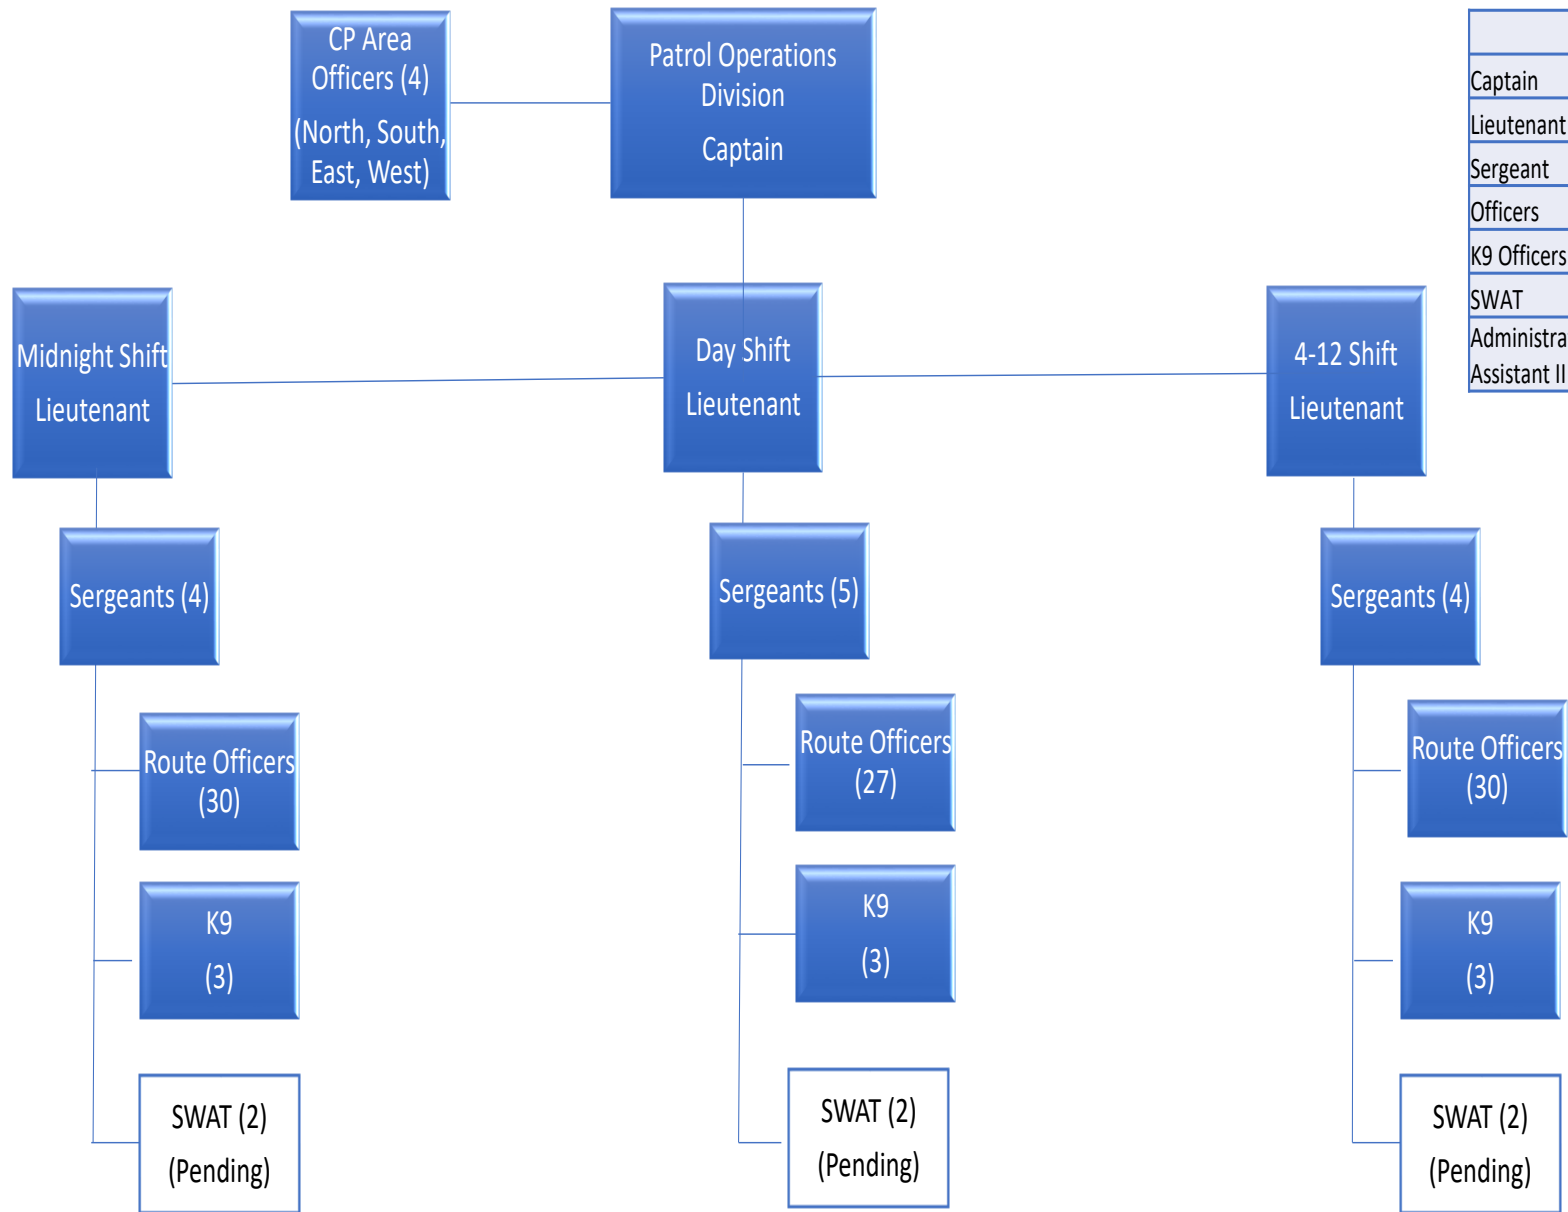 CP Area
Officers (4)
(North, South,
East, West)
Patrol Operations
Division
Captain
Captain
Lieutenant
Sergeant
Officers
K9 Officers
SWAT
Administra
Assistant II
Midnight Shift
Lieutenant
Day Shift
Lieutenant
4-12 Shift
Lieutenant
Sergeants (4)
Sergeants (5)
Sergeants (4)
Route Officers
(30)
Route Officers
(27)
Route Officers
(30)
K9
(3)
K9
(3)
K9
(3)
SWAT (2)
(Pending)
SWAT (2)
(Pending)
SWAT (2)
(Pending)